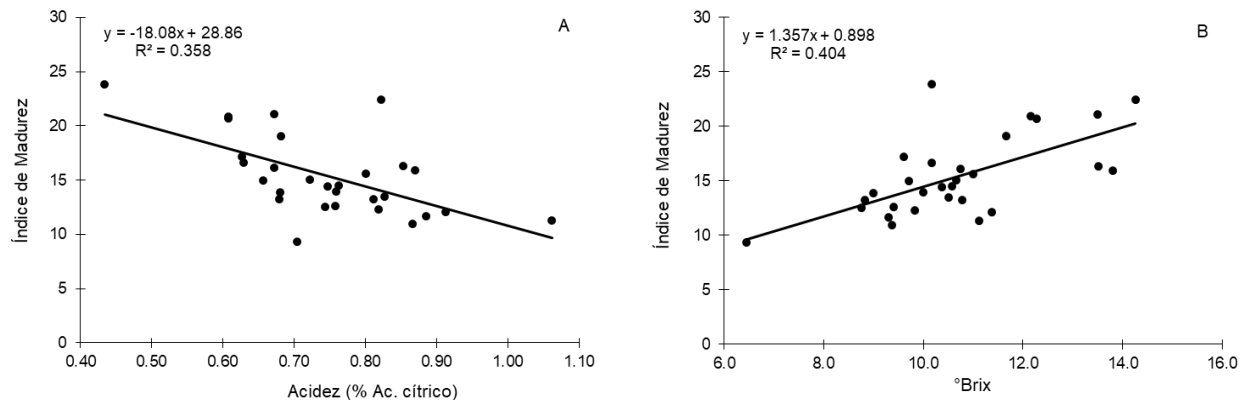 y = -18.08x + 28.86
R² = 0.358
A
30
25
20
15
10
5
0
Índice de Madurez
0.40 0.50 0.60 0.70 0.80 0.90 1.00 1.10
Acidez (% Ac. cítrico)
y = 1.357x + 0.898
R² = 0.404
B
30
25
20
15
10
5
0
Índice de Madurez
6.0 8.0 10.0 12.0 14.0 16.0
°Brix